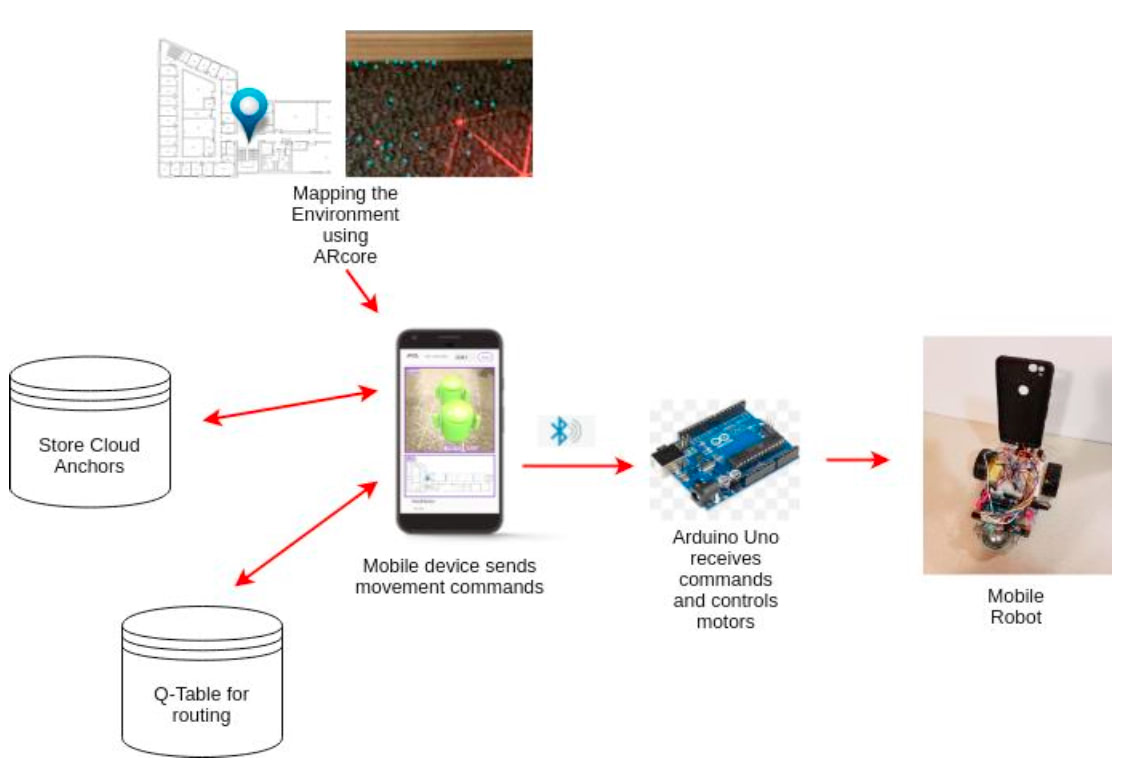 Mapping the
Environment
using
ARcore
Store Cloud
Anchors
Mobile device sends
movement commands
Arduino Uno
receives
commands
and controls
motors
Mobile
Robot
Q-Table for
routing